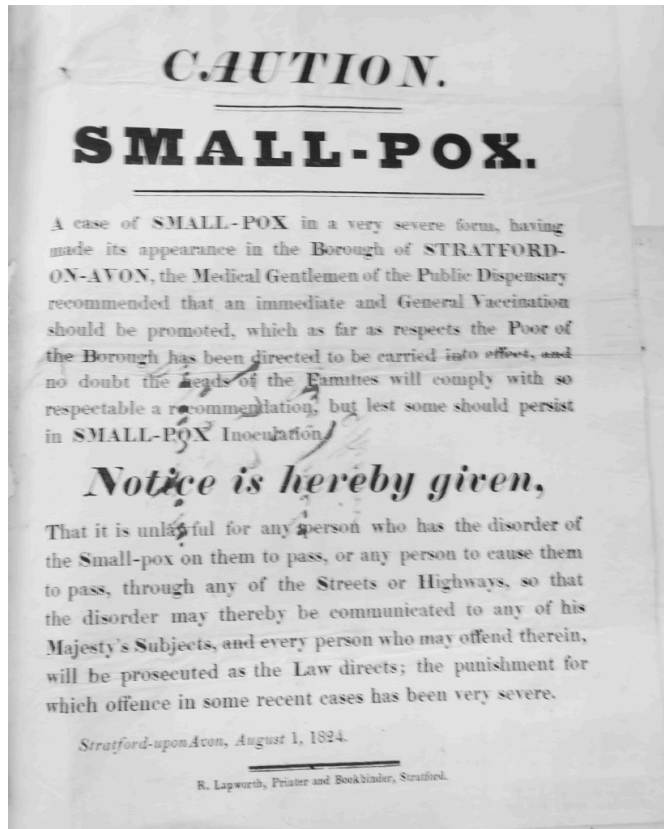 CAUTION.
SMALL-POX.
A case of SMALL-POX in a very severe form, having
made its appearance in the Borough of STRATFORD-
ON-AVON, the Medical Gentlemen of the Public Dispensary
recommended that an immediate and General Vaccination
should be promoted, which as far as respects the Poor of
the Borough has been directed to be carried into effect, and
no doubt the heads of the Families will comply with so
respectable a recommendation, but lest some should persist
in SMALL-POX Inoculation,
Notice is hereby given,
That it is unlawful for any person who has the disorder of
the Small-pox on them to pass, or any person to cause them
to pass, through any of the Streets or Highways, so that
the disorder may thereby be communicated to any of his
Majesty's Subjects, and every person who may offend therein,
will be prosecuted as the Law directs; the punishment for
which offence in some recent cases has been very severe.
Stratford-upon Avon, August 1, 1824.
R. Lapworth, Printer and Bookbinder, Stratford.